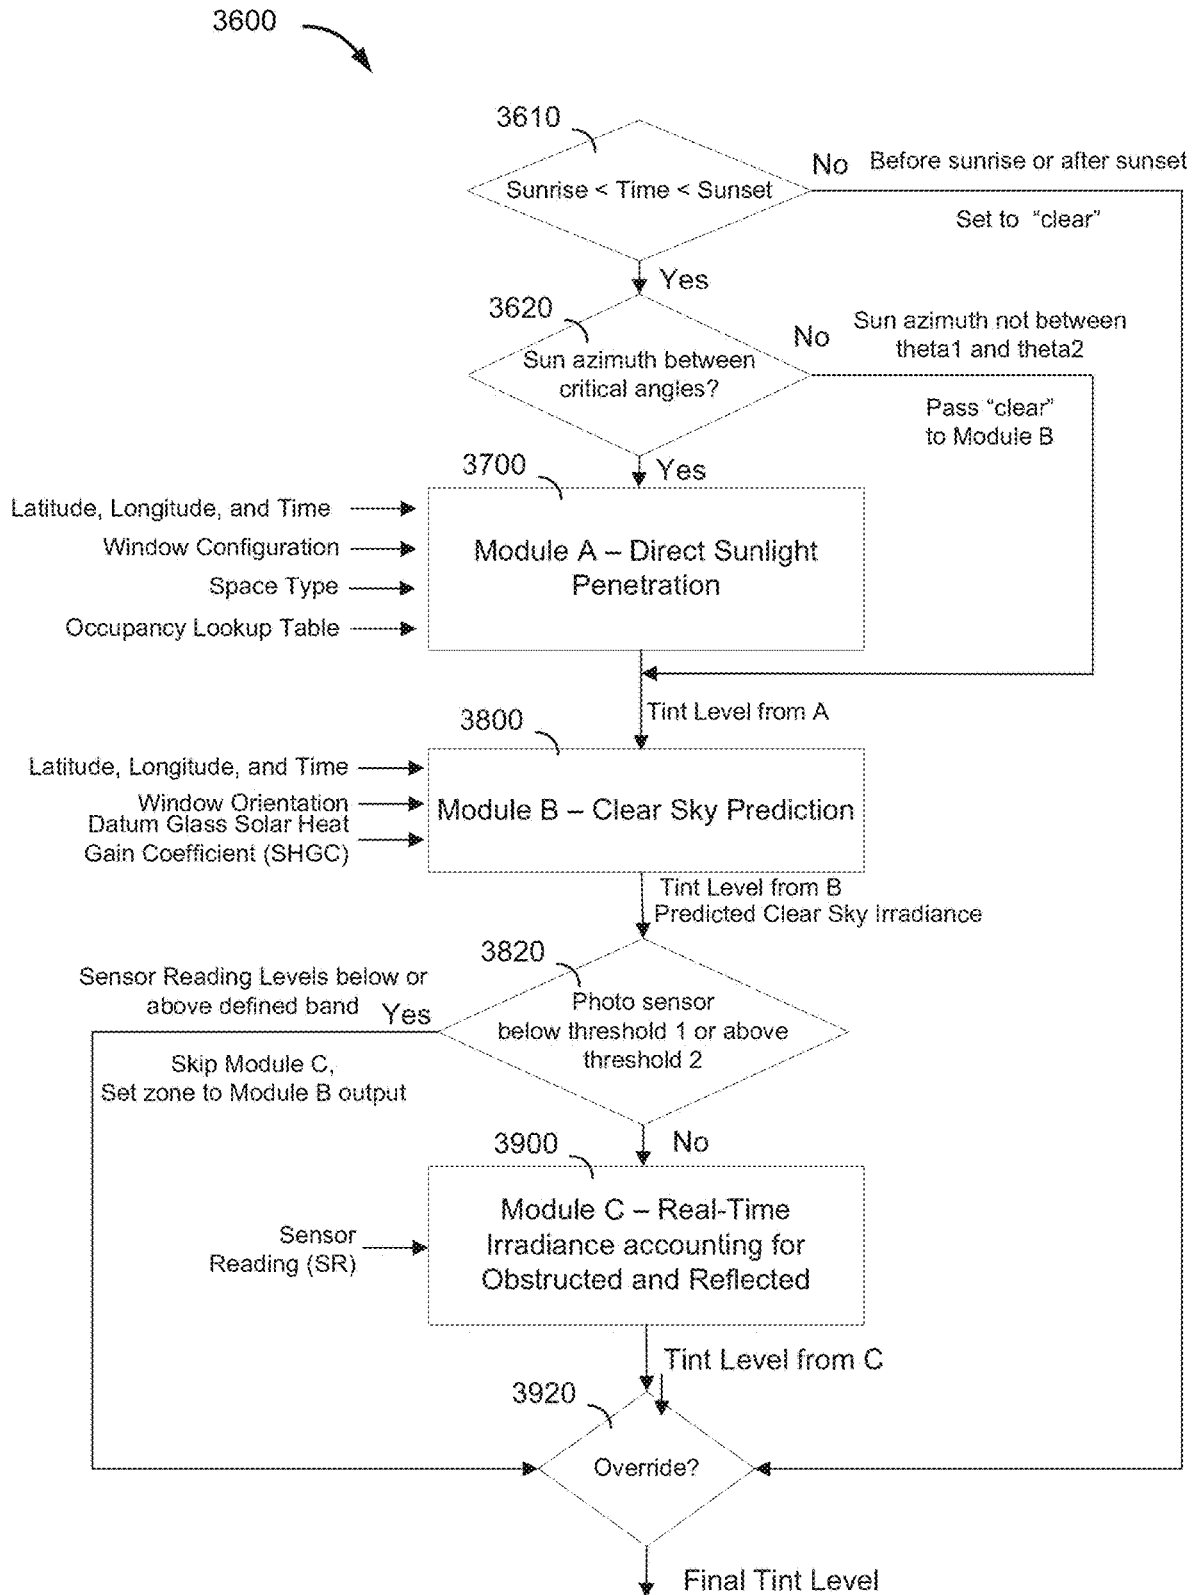 3600
3610
No Before sunrise or after sunset
Sunrise < Time < Sunset
Set to “clear”
Yes
3620
No
Sun azimuth not between
theta1 and theta2
Sun azimuth between
critical angles?
Pass “clear”
to Module B
3700
Yes
Latitude, Longitude, and Time
Window Configuration
Space Type
Occupancy Lookup Table
Module A – Direct Sunlight
Penetration
Tint Level from A
3800
Latitude, Longitude, and Time
Window Orientation
Datum Glass Solar Heat
Gain Coefficient (SHGC)
Module B – Clear Sky Prediction
Tint Level from B
Predicted Clear Sky Irradiance
3820
Sensor Reading Levels below or
above defined band
Yes
Photo sensor
below threshold 1 or above
threshold 2
Skip Module C,
Set zone to Module B output
3900
No
Module C – Real-Time
Irradiance accounting for
Obstructed and Reflected
Sensor
Reading (SR)
Tint Level from C
3920
Override?
Final Tint Level